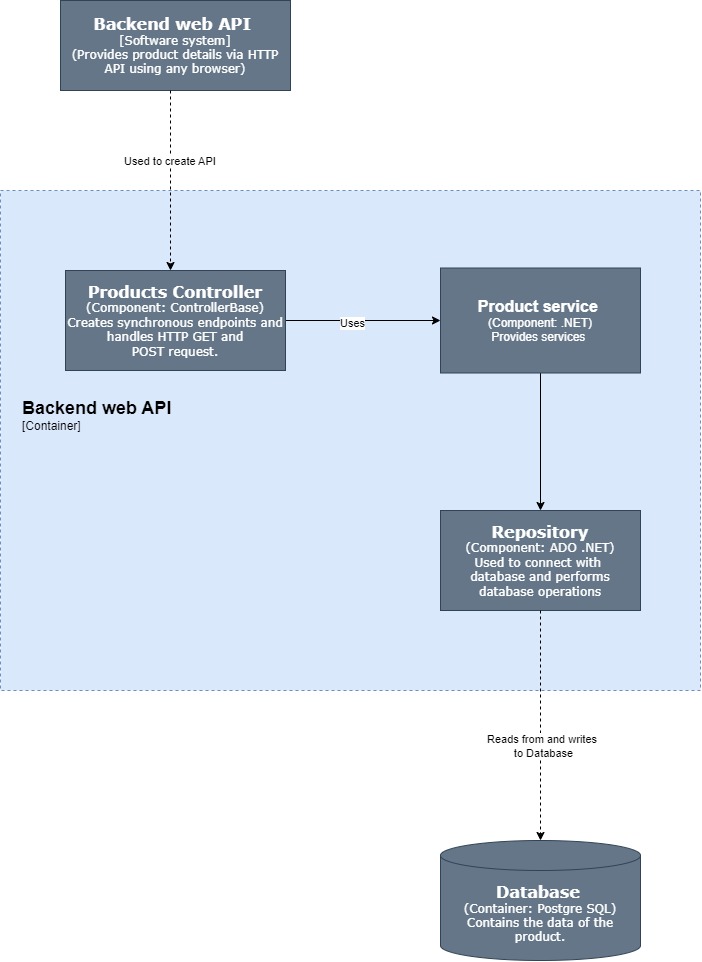 Backend web API
[Software system]
(Provides product details via HTTP
API using any browser)
Used to create API
Products Controller
(Component: ControllerBase)
Creates synchronous endpoints and
handles HTTP GET and
POST request.
Uses
Product service
(Component: .NET)
Provides services
Backend web API
[Container]
Repository
(Component: ADO .NET)
Used to connect with
database and performs
database operations
Reads from and writes
to Database
Database
(Container: Postgre SQL)
Contains the data of the
product.